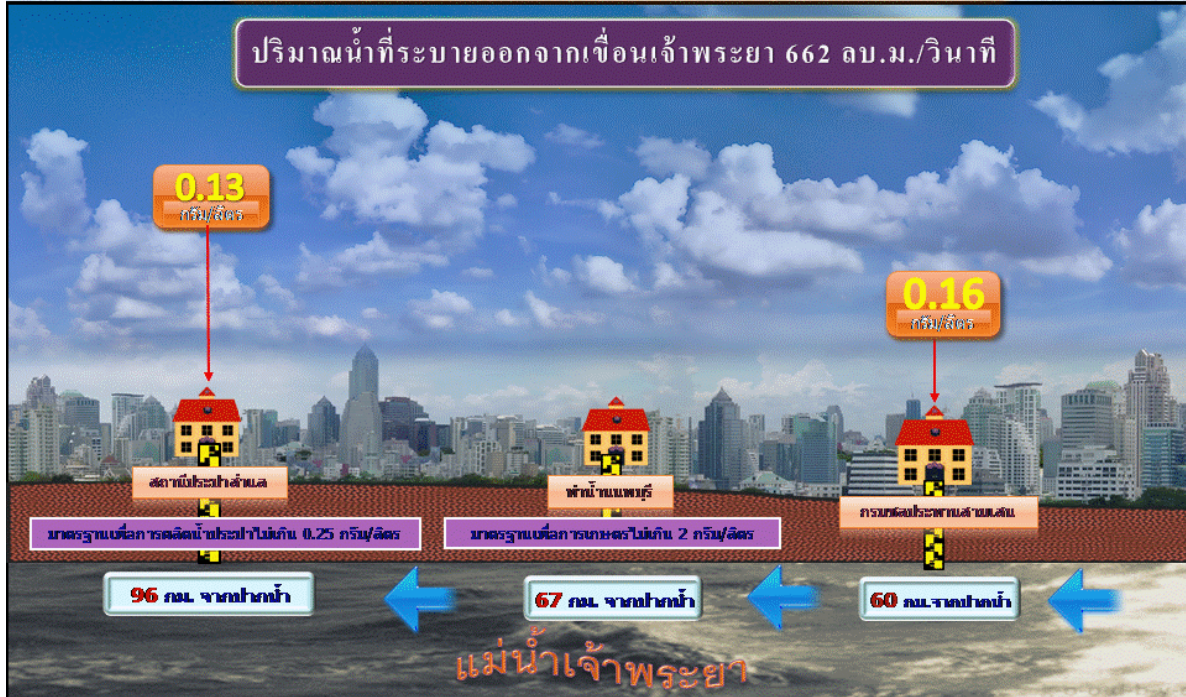 ปริมาณน้ำที่ระบายออกจากเขื่อนเจ้าพระยา 662 ลบ.ม./วินาที
0.13
กรัม/ลิตร
0.16
กรัม/ลิตร
สถานีประปาสำแล
ท่าน้ำนนทบุรี
กรมชลประทานสามเสน
มาตรฐานเพื่อการผลิตน้ำประปาไม่เกิน 0.25 กรัม/ลิตร
มาตรฐานเพื่อการเกษตรไม่เกิน 2 กรัม/ลิตร
96 กม. จากปากน้ำ
67 กม. จากปากน้ำ
60 กม.จากปากน้ำ
แม่น้ำเจ้าพระยา